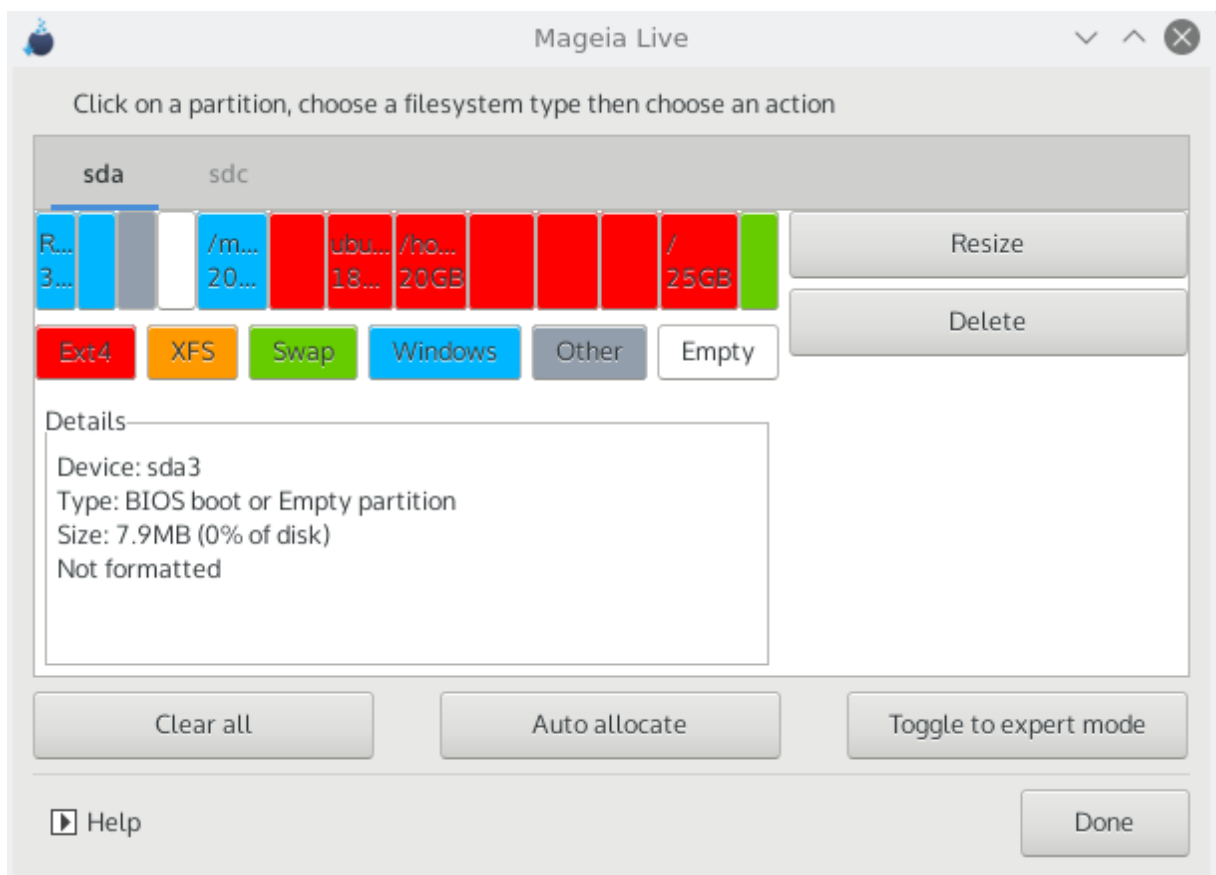 Mageia Live
Click on a partition, choose a filesystem type then choose an action
sda sdc
R... /m... ubu... /ho... /
3... 20... 18... 20GB 25GB
Resize
Delete
Ext4 XFS Swap Windows Other Empty
Details
Device: sda3
Type: BIOS boot or Empty partition
Size: 7.9MB (0% of disk)
Not formatted
Clear all Auto allocate Toggle to expert mode
Help Done